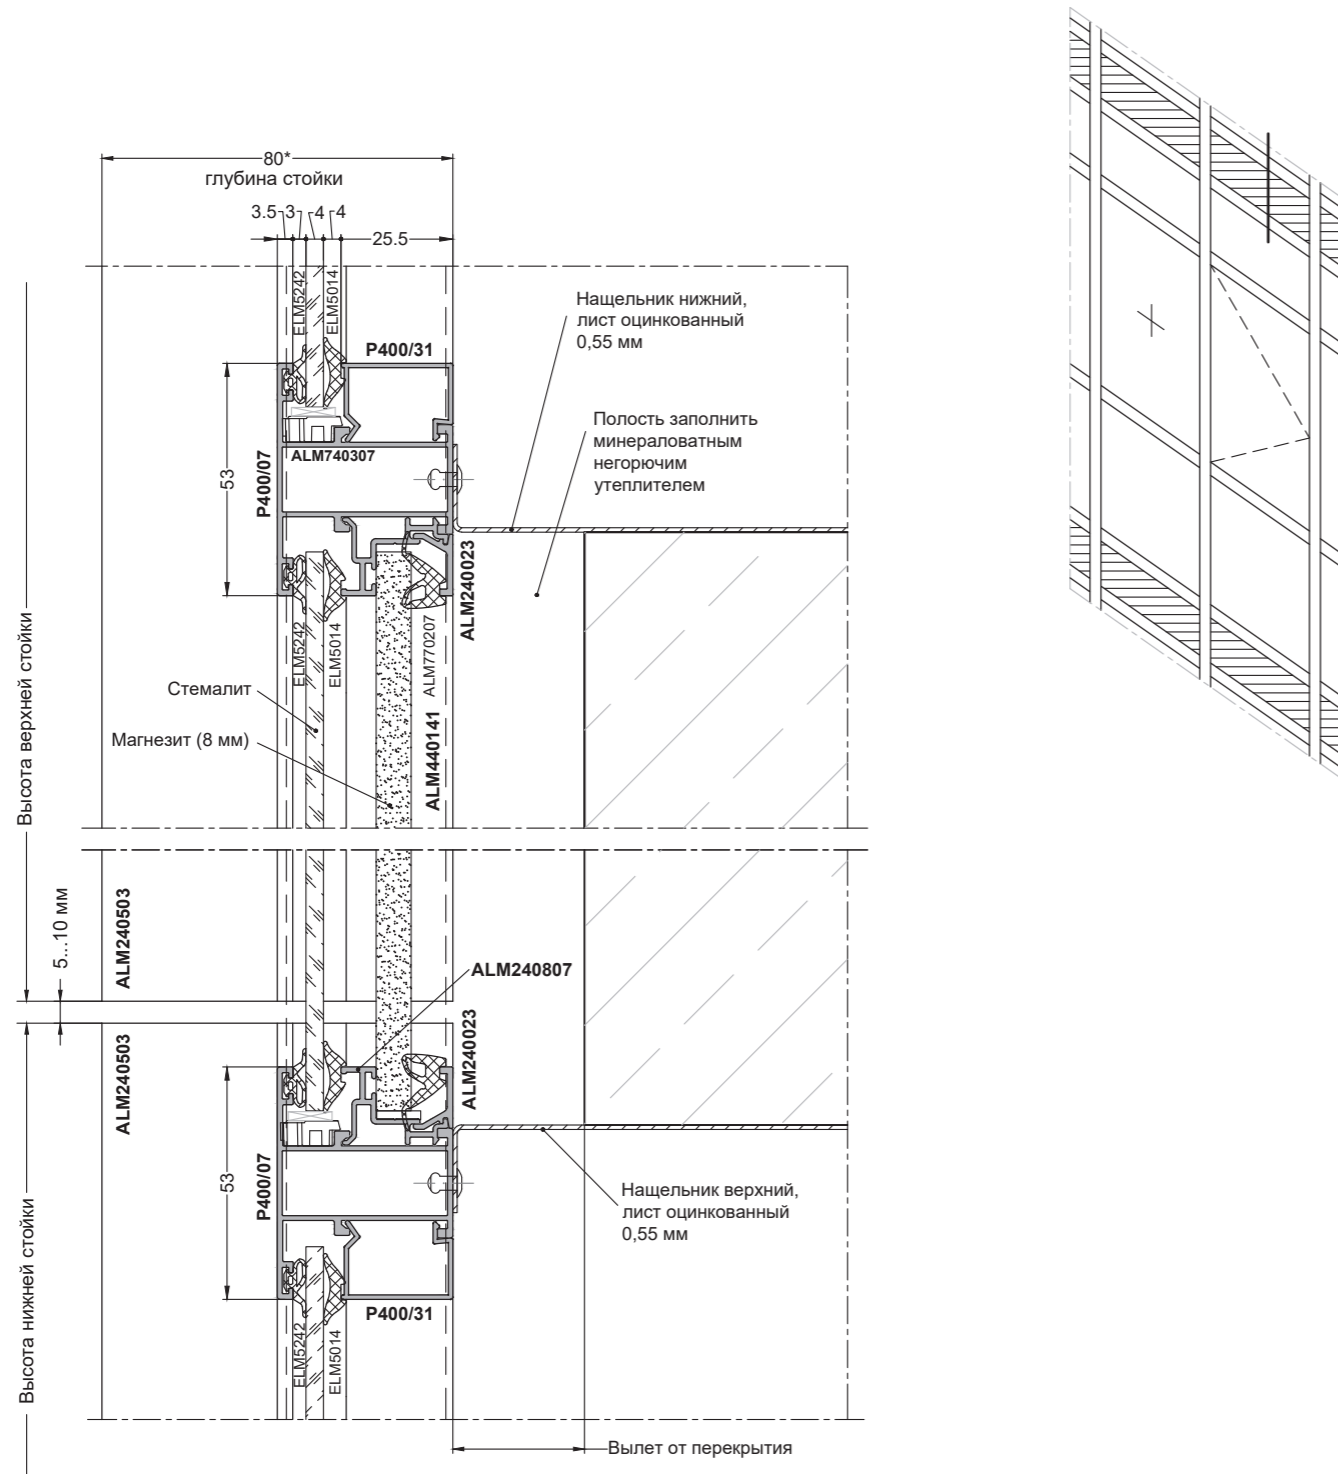 80*
глубина стойки
3.5
3
4
4
25.5
ELM5242
ELM5014
Нащельник нижний,
лист оцинкованный
0,55 мм
P400/31
Полость заполнить
минераловатным
негорючим
утеплителем
53
P400/07
ALM740307
ALM240023
ELM5242
ELM5014
ALM770207
Высота верхней стойки
Стемалит
Магнезит (8 мм)
ALM440141
5...10 мм
ALM240503
ALM240807
ALM240503
ALM240023
53
P400/07
Нащельник верхний,
лист оцинкованный
0,55 мм
Высота нижней стойки
P400/31
ELM5242
ELM5014
Вылет от перекрытия